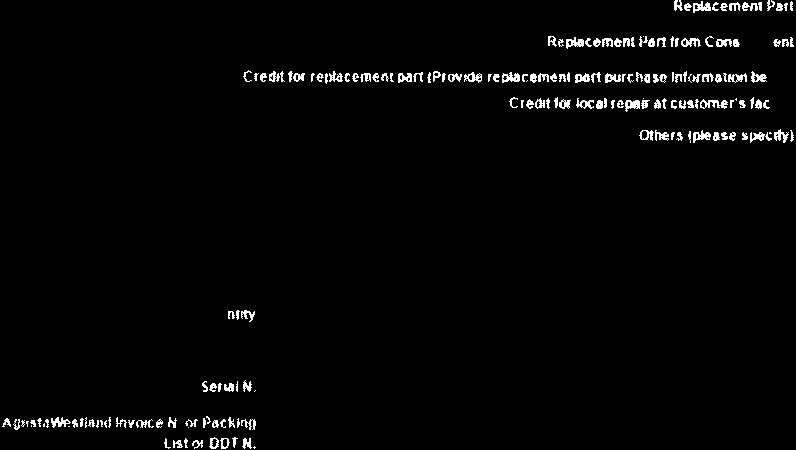 Replacement Part
Replacement Part from Cons ent
Credit for replacement part (Provide replacement part purchase information be
Credit for local repair at customer's fac
Others (please specify)
ntity
Serial N.
AgustaWestland Invoice N. or Packing
List or DDT N.